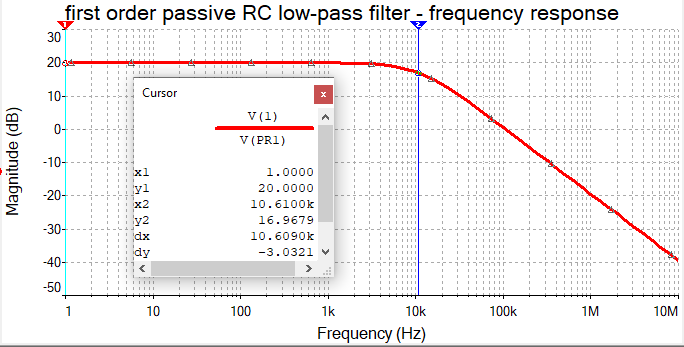 first order passive RC low-pass filter - frequency response
1
2
Magnitude (dB)
30
20
10
0
-10
-20
-30
-40
-50
Cursor
x
V(1)
V(PR1)
x1 1.0000
y1 20.0000
x2 10.6100k
y2 16.9679
dx 10.6090k
dy -3.0321
1 10 100 1k 10k 100k 1M 10M
Frequency (Hz)